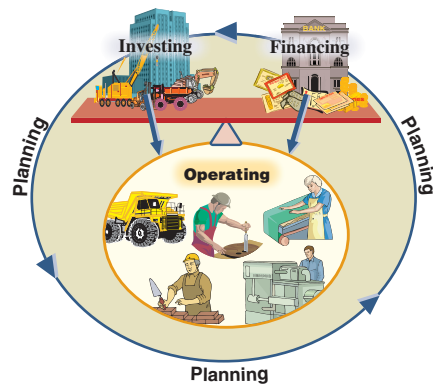 BANK
Investing
Financing
Planning
Planning
Operating
Planning